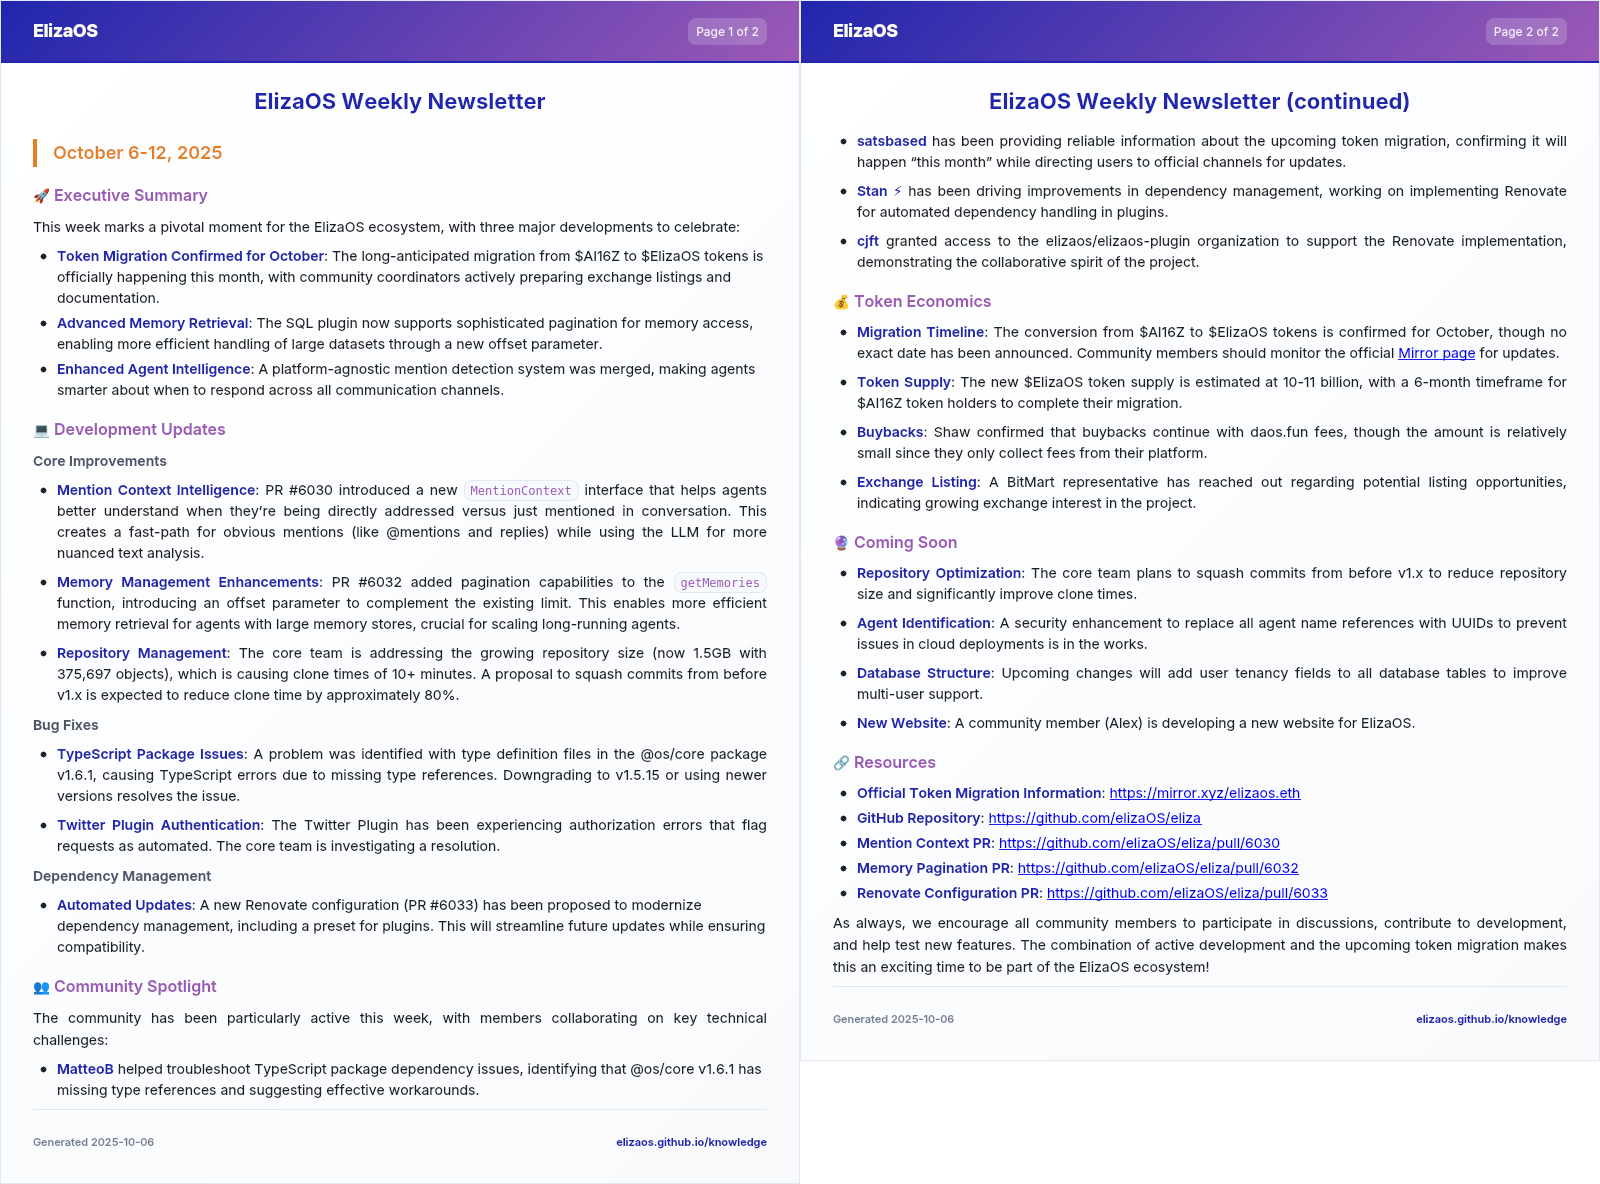 ElizaOS
Page 1 of 2
ElizaOS Weekly Newsletter
October 6-12, 2025
🚀 Executive Summary
This week marks a pivotal moment for the ElizaOS ecosystem, with three major developments to celebrate:
• Token Migration Confirmed for October: The long-anticipated migration from $AI16Z to $ElizaOS tokens is
officially happening this month, with community coordinators actively preparing exchange listings and
documentation.
• Advanced Memory Retrieval: The SQL plugin now supports sophisticated pagination for memory access,
enabling more efficient handling of large datasets through a new offset parameter.
• Enhanced Agent Intelligence: A platform-agnostic mention detection system was merged, making agents
smarter about when to respond across all communication channels.
💻 Development Updates
Core Improvements
• Mention Context Intelligence: PR #6030 introduced a new MentionContext interface that helps agents
better understand when they’re being directly addressed versus just mentioned in conversation. This
creates a fast-path for obvious mentions (like @mentions and replies) while using the LLM for more
nuanced text analysis.
• Memory Management Enhancements: PR #6032 added pagination capabilities to the getMemories
function, introducing an offset parameter to complement the existing limit. This enables more efficient
memory retrieval for agents with large memory stores, crucial for scaling long-running agents.
• Repository Management: The core team is addressing the growing repository size (now 1.5GB with
375,697 objects), which is causing clone times of 10+ minutes. A proposal to squash commits from before
v1.x is expected to reduce clone time by approximately 80%.
Bug Fixes
• TypeScript Package Issues: A problem was identified with type definition files in the @os/core package
v1.6.1, causing TypeScript errors due to missing type references. Downgrading to v1.5.15 or using newer
versions resolves the issue.
• Twitter Plugin Authentication: The Twitter Plugin has been experiencing authorization errors that flag
requests as automated. The core team is investigating a resolution.
Dependency Management
• Automated Updates: A new Renovate configuration (PR #6033) has been proposed to modernize
dependency management, including a preset for plugins. This will streamline future updates while ensuring
compatibility.
👥 Community Spotlight
The community has been particularly active this week, with members collaborating on key technical
challenges:
• MatteoB helped troubleshoot TypeScript package dependency issues, identifying that @os/core v1.6.1 has
missing type references and suggesting effective workarounds.
Generated 2025-10-06
elizaos.github.io/knowledge
ElizaOS
Page 2 of 2
ElizaOS Weekly Newsletter (continued)
• satsbased has been providing reliable information about the upcoming token migration, confirming it will
happen “this month” while directing users to official channels for updates.
• Stan ⚡ has been driving improvements in dependency management, working on implementing Renovate
for automated dependency handling in plugins.
• cjft granted access to the elizaos/elizaos-plugin organization to support the Renovate implementation,
demonstrating the collaborative spirit of the project.
💰 Token Economics
• Migration Timeline: The conversion from $AI16Z to $ElizaOS tokens is confirmed for October, though no
exact date has been announced. Community members should monitor the official Mirror page for updates.
• Token Supply: The new $ElizaOS token supply is estimated at 10-11 billion, with a 6-month timeframe for
$AI16Z token holders to complete their migration.
• Buybacks: Shaw confirmed that buybacks continue with daos.fun fees, though the amount is relatively
small since they only collect fees from their platform.
• Exchange Listing: A BitMart representative has reached out regarding potential listing opportunities,
indicating growing exchange interest in the project.
🔮 Coming Soon
• Repository Optimization: The core team plans to squash commits from before v1.x to reduce repository
size and significantly improve clone times.
• Agent Identification: A security enhancement to replace all agent name references with UUIDs to prevent
issues in cloud deployments is in the works.
• Database Structure: Upcoming changes will add user tenancy fields to all database tables to improve
multi-user support.
• New Website: A community member (Alex) is developing a new website for ElizaOS.
🔗 Resources
• Official Token Migration Information: https://mirror.xyz/elizaos.eth
• GitHub Repository: https://github.com/elizaOS/eliza
• Mention Context PR: https://github.com/elizaOS/eliza/pull/6030
• Memory Pagination PR: https://github.com/elizaOS/eliza/pull/6032
• Renovate Configuration PR: https://github.com/elizaOS/eliza/pull/6033
As always, we encourage all community members to participate in discussions, contribute to development,
and help test new features. The combination of active development and the upcoming token migration makes
this an exciting time to be part of the ElizaOS ecosystem!
Generated 2025-10-06
elizaos.github.io/knowledge